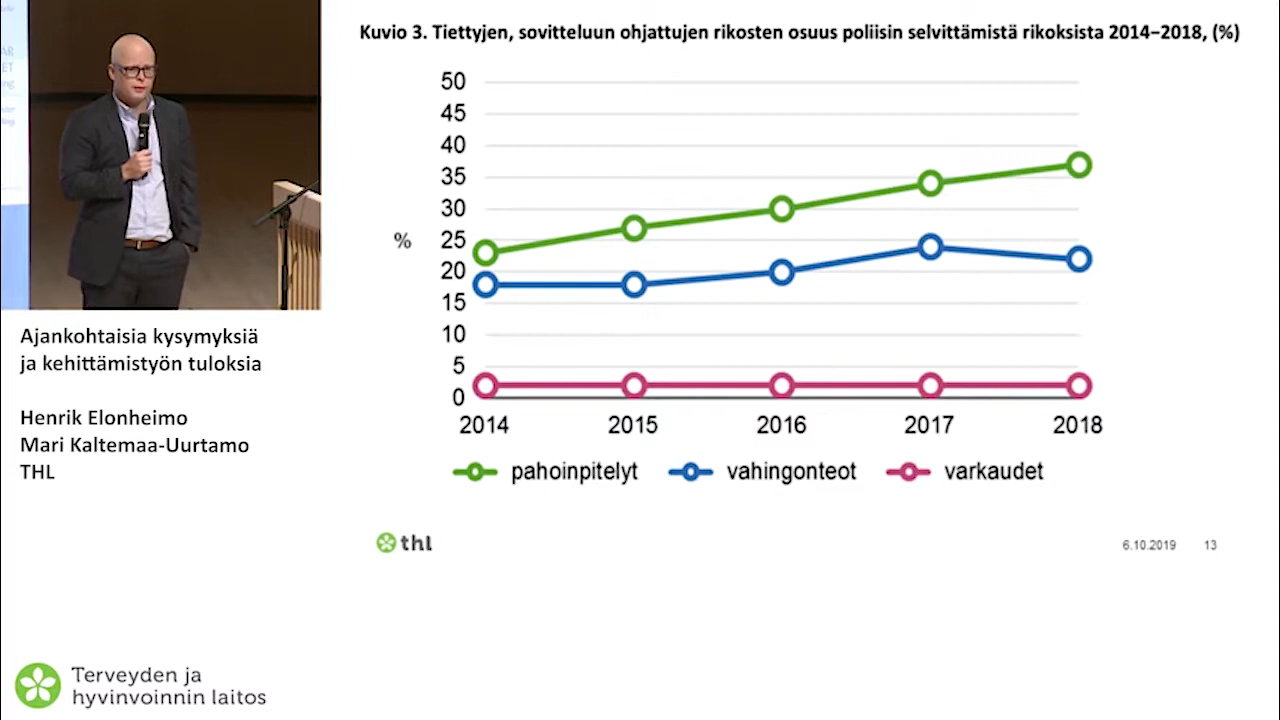 Kuvio 3. Tiettyjen, sovitteluun ohjattujen rikosten osuus poliisin selvittämistä rikoksista 2014–2018, (%)
50
45
40
35
30
%
25
20
15
10
5
0
2014 2015 2016 2017 2018
pahoinpitelyt vahingonteot varkaudet
thl
6.10.2019 13
Ajankohtaisia kysymyksiä
ja kehittämistyön tuloksia
Henrik Elonheimo
Mari Kaltemaa-Uurtamo
THL
Terveyden ja
hyvinvoinnin laitos